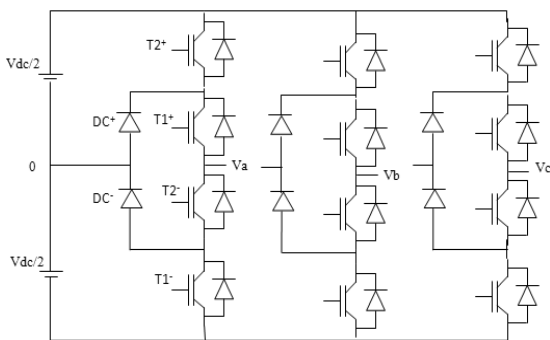 T2+
Vdc/2
DC+
T1+
0
Va
Vb
Vc
DC-
T2-
Vdc/2
T1-